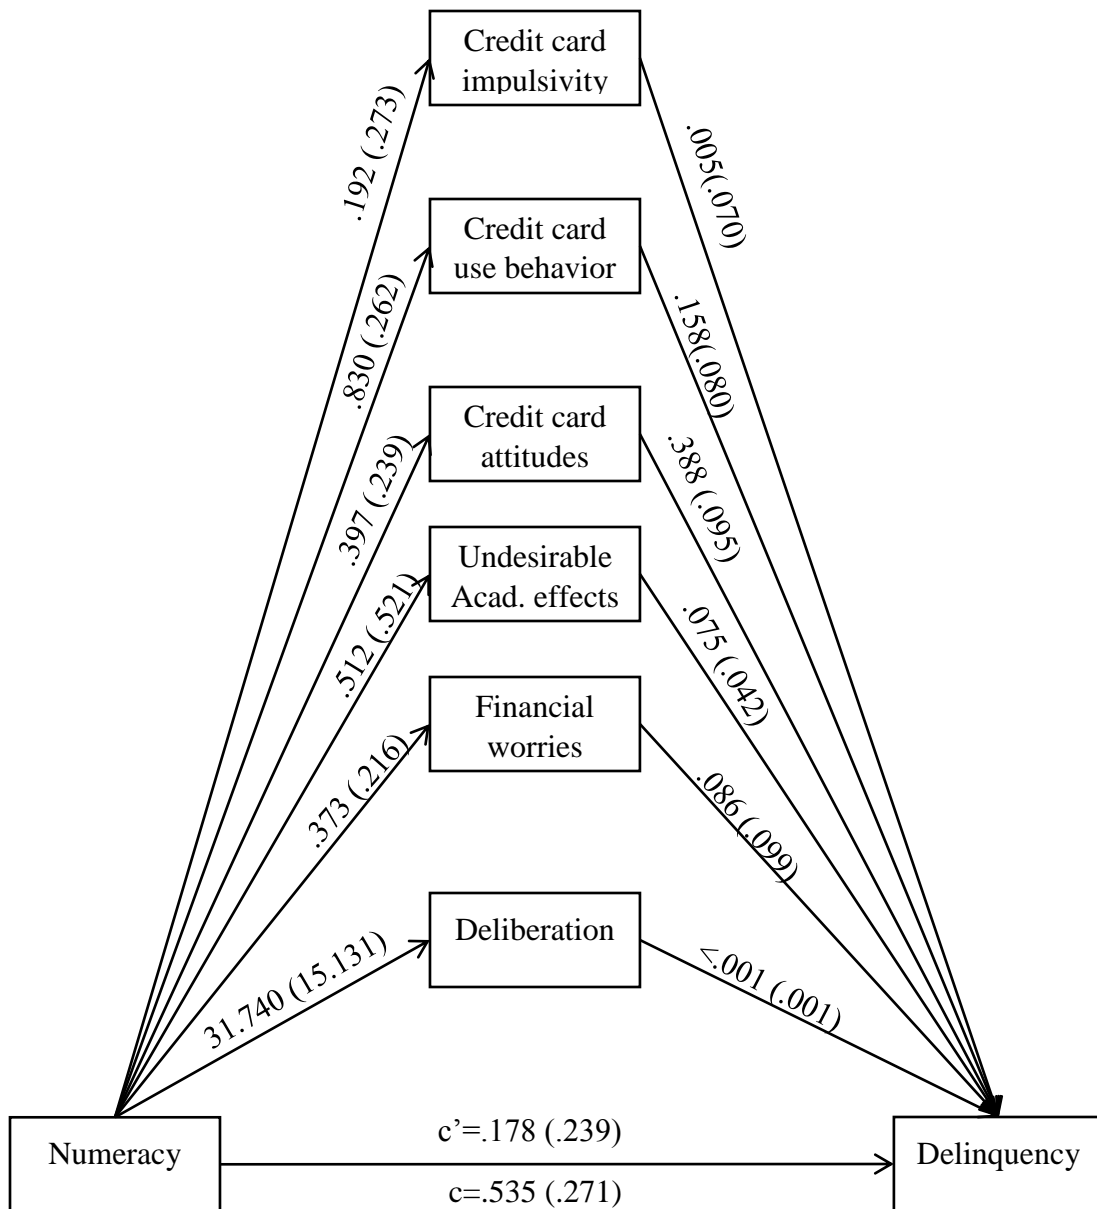 Credit card
impulsivity
.192 (.273)
.005(.070)
Credit card
use behavior
.830 (.262)
.158(.080)
Credit card
attitudes
.397 (.239)
.388 (.095)
Undesirable
Acad. effects
.512 (.521)
.075 (.042)
Financial
worries
.373 (.216)
.086 (.099)
Deliberation
31.740 (15.131)
<.001 (.001)
Numeracy
c’=.178 (.239)
c=.535 (.271)
Delinquency